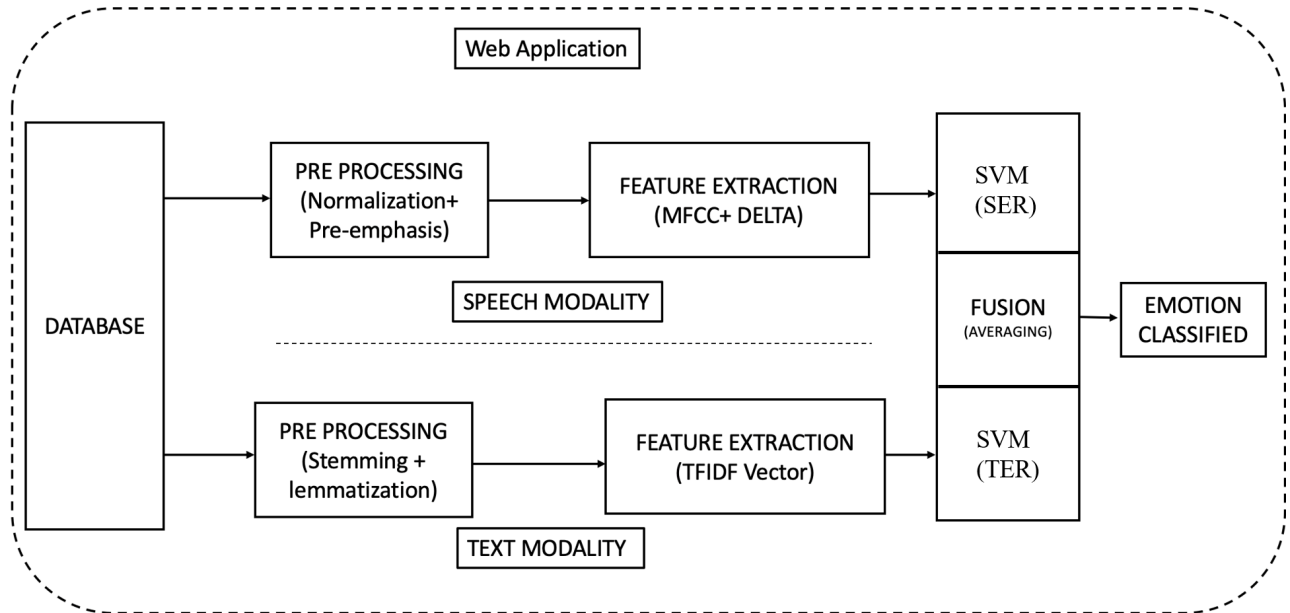 Web Application
DATABASE
PRE PROCESSING
(Normalization+
Pre-emphasis)
FEATURE EXTRACTION
(MFCC+ DELTA)
SVM
(SER)
SPEECH MODALITY
FUSION
(AVERAGING)
EMOTION
CLASSIFIED
PRE PROCESSING
(Stemming +
lemmatization)
FEATURE EXTRACTION
(TFIDF Vector)
SVM
(TER)
TEXT MODALITY